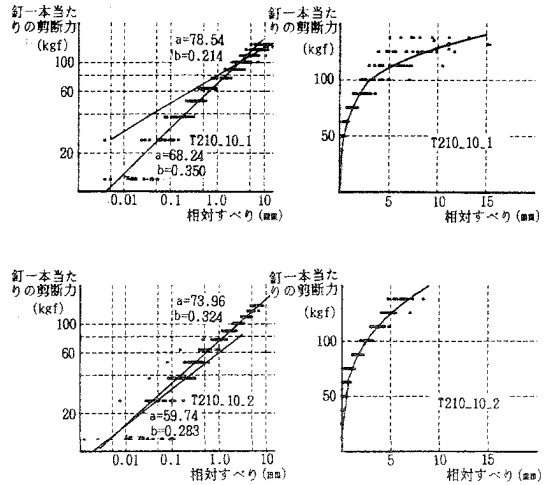 釘一本当た
りの剪断力
(kgf)
a=78.54
b=0.214
100
60
20
T210_10_1
a=68.24
b=0.350
0.01
0.1
1.0
10
相対すべり(mm)
釘一本当た
りの剪断力
(kgf)
100
50
T210_10_1
5
10
15
相対すべり(mm)
釘一本当た
りの剪断力
(kgf)
a=73.96
b=0.324
100
60
20
T210_10_2
a=59.74
b=0.283
0.01
0.1
1.0
10
相対すべり(mm)
釘一本当た
りの剪断力
(kgf)
100
50
T210_10_2
5
10
15
相対すべり(mm)